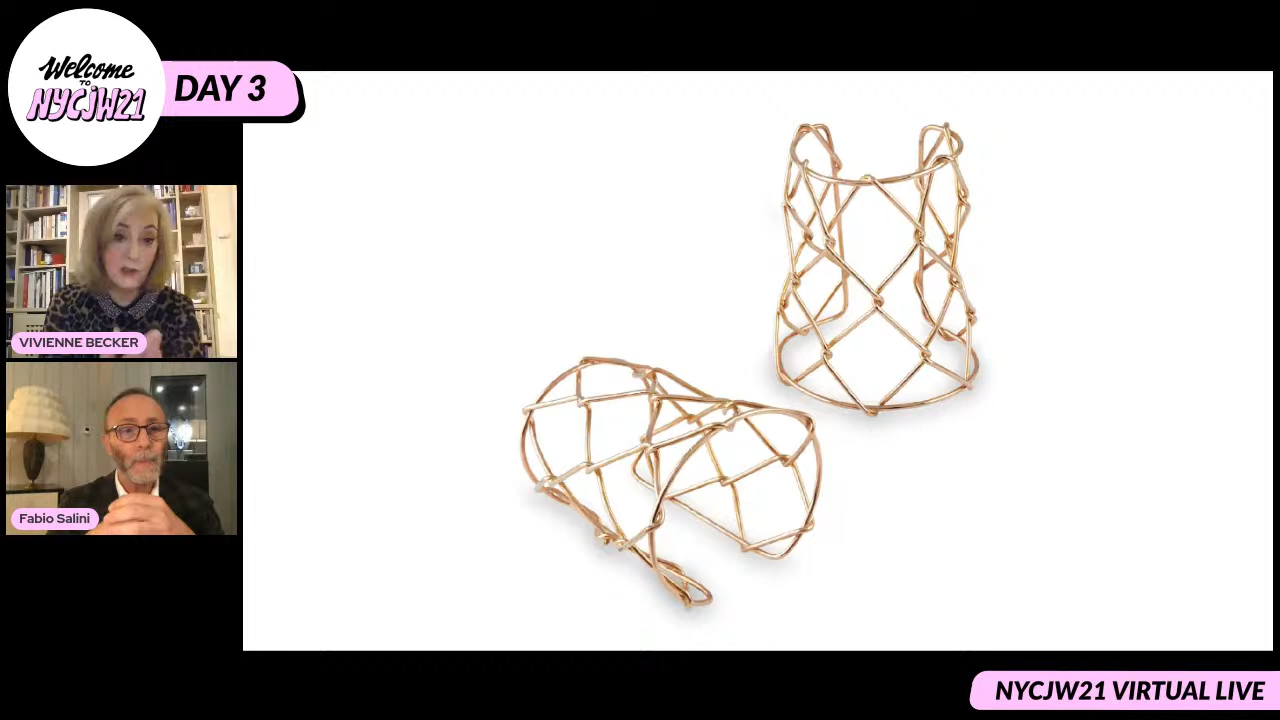 Welcome
TO
NYCJW21
DAY 3
VIVIENNE BECKER
Fabio Salini
NYCJW21 VIRTUAL LIVE